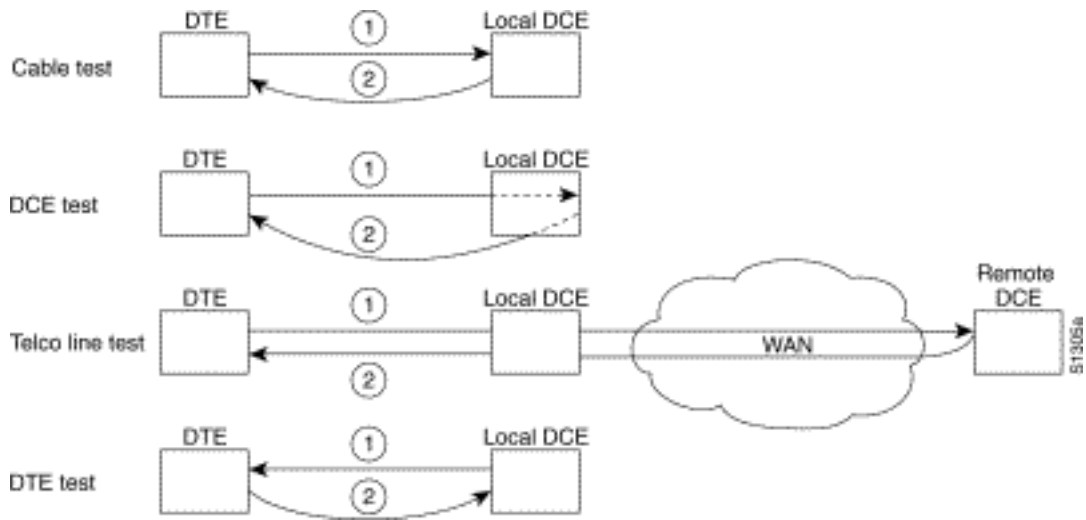 DTE
Local DCE
1
Cable test
2
DTE
Local DCE
1
DCE test
2
DTE
Local DCE
Remote
DCE
1
Telco line test
WAN
2
51305a
DTE
Local DCE
1
DTE test
2